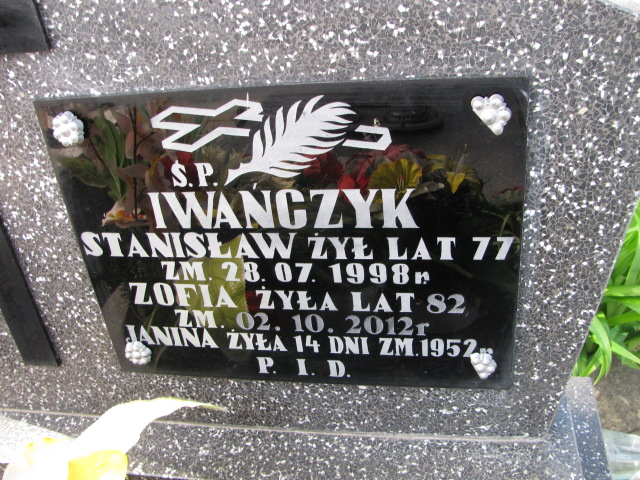 Ś.P.
IWAŃCZYK
STANISŁAW ŻYŁ LAT 77
ZM. 28.07.1998r.
ZOFIA ŻYŁA LAT 82
ZM. 02.10.2012r
JANINA ŻYŁA 14 DNI ZM.1952r.
P. I. D.